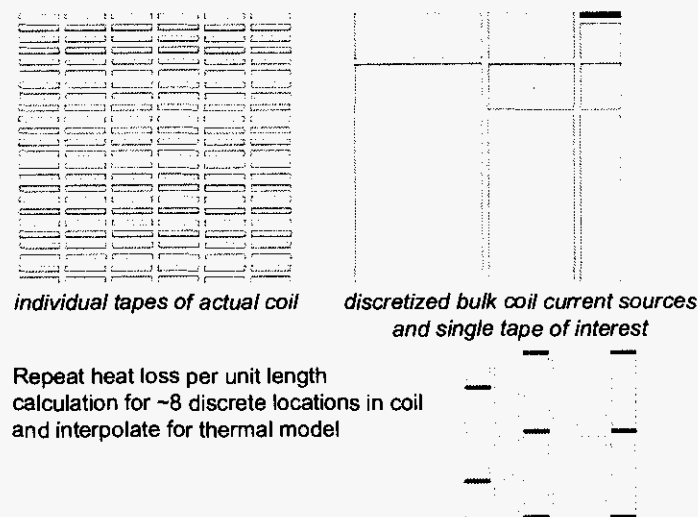 individual tapes of actual coil
discretized bulk coil current sources
and single tape of interest
Repeat heat loss per unit length
calculation for ~8 discrete locations in coil
and interpolate for thermal model